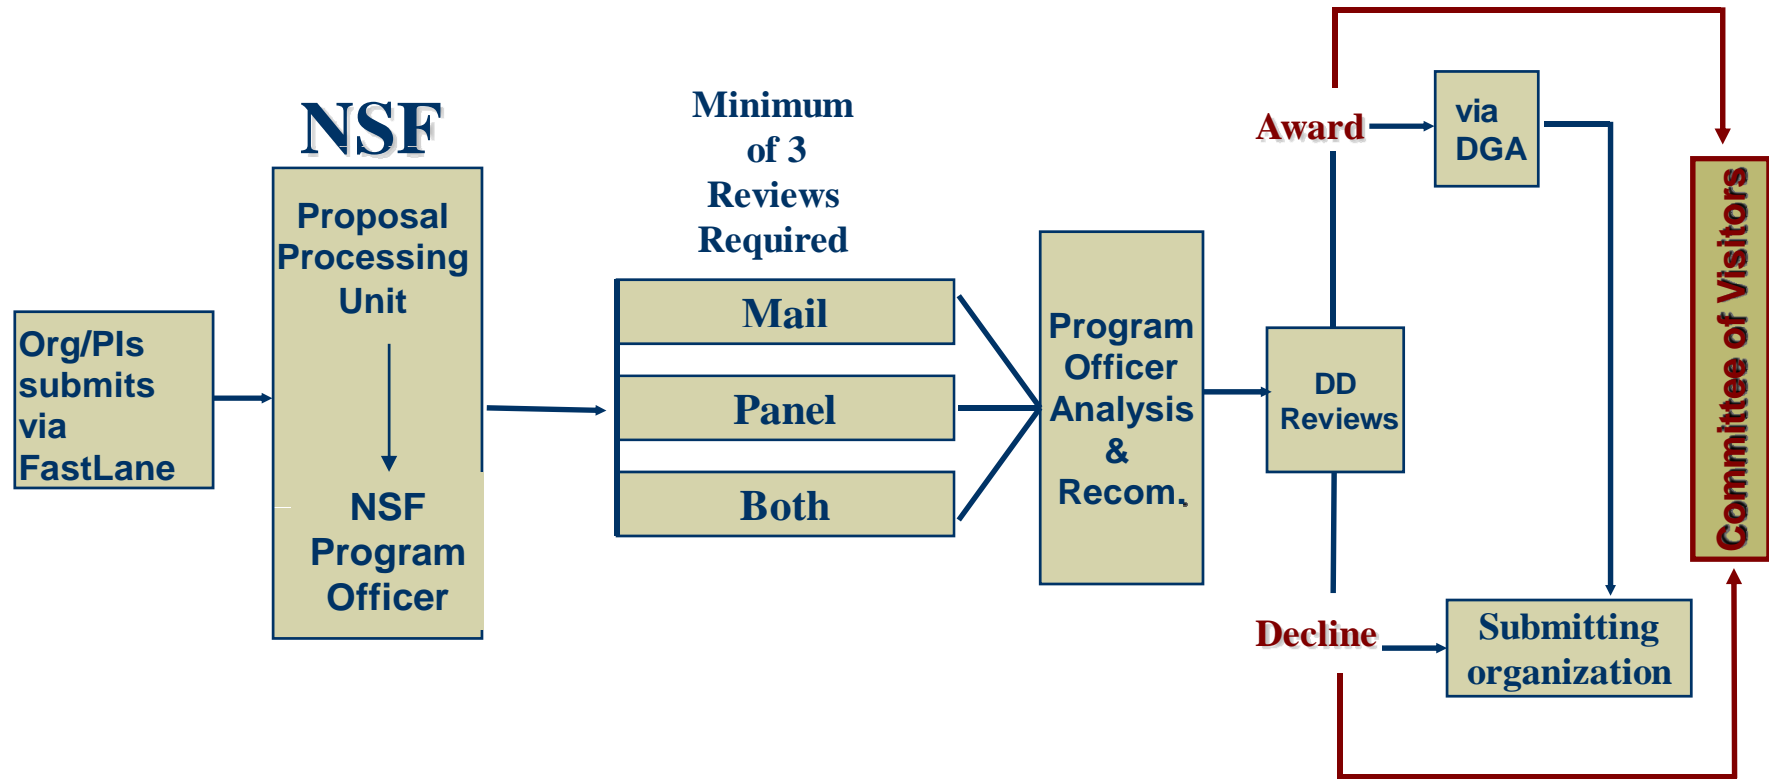 NSF
Proposal
Processing
Unit
NSF
Program
Officer
Org/PIs
submits
via
FastLane
Minimum
of 3
Reviews
Required
Mail
Panel
Both
Program
Officer
Analysis
&
Recom.
DD
Reviews
Award
via
DGA
Decline
Submitting
organization
Committee of Visitors